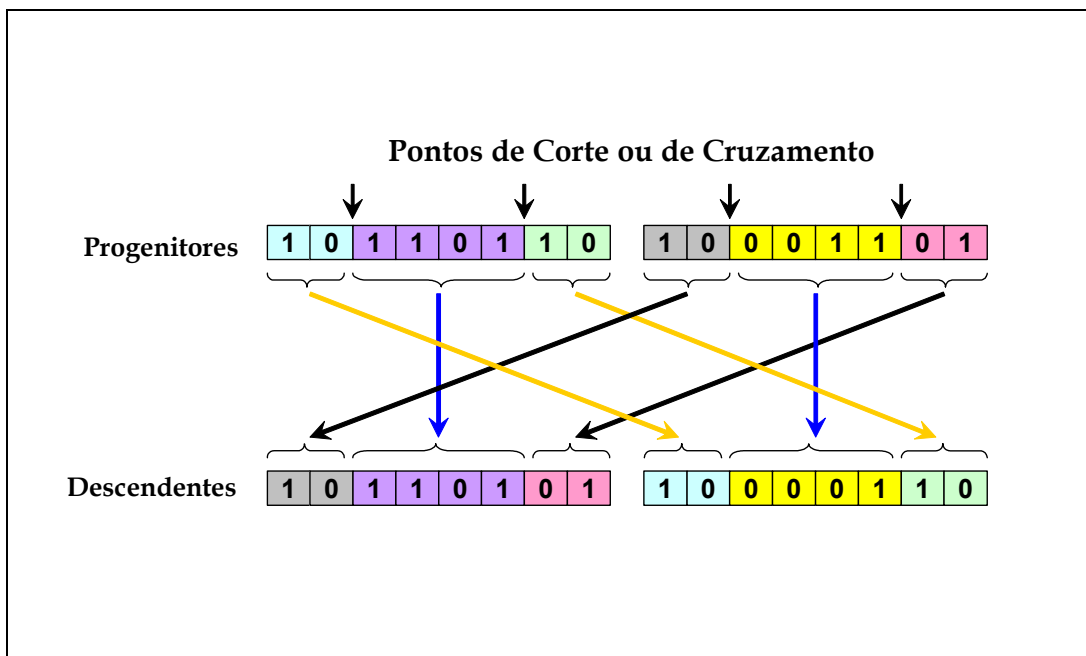 Pontos de Corte ou de Cruzamento
Progenitores 1 0 1 1 0 1 1 0 1 0 0 0 1 1 0 1
Descendentes 1 0 1 1 0 1 0 1 1 0 0 0 0 1 1 0